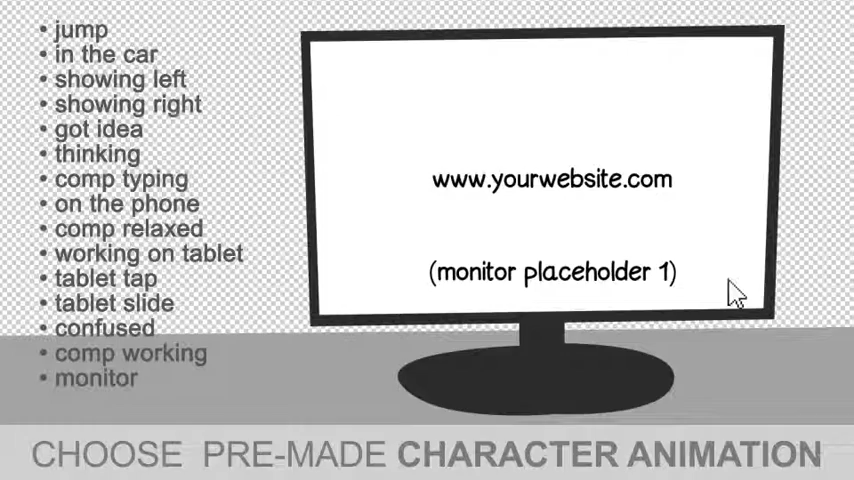 • jump
• in the car
• showing left
• showing right
• got idea
• thinking
• comp typing
• on the phone
• comp relaxed
• working on tablet
• tablet tap
• tablet slide
• confused
• comp working
• monitor
www.yourwebsite.com
(monitor placeholder 1)
CHOOSE PRE-MADE CHARACTER ANIMATION